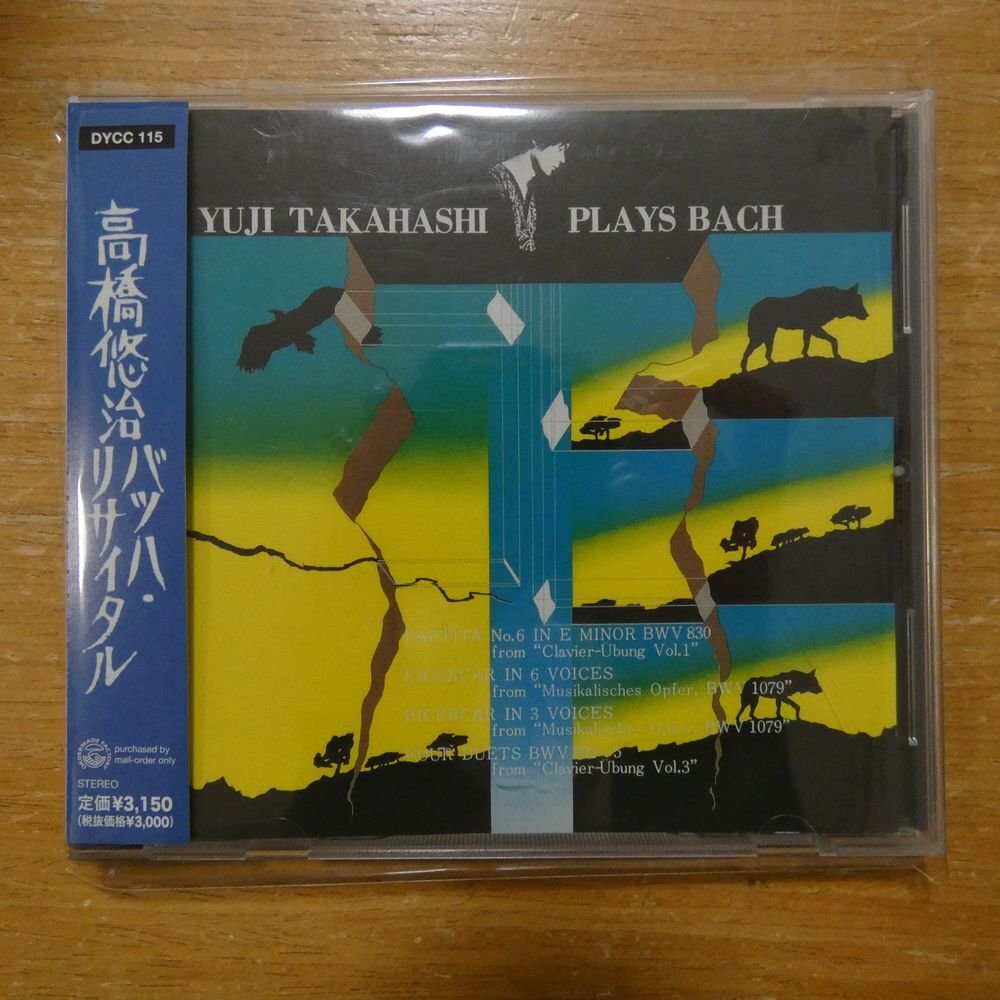 DYCC 115
高橋悠治
バッハ・リサイタル
purchased by
mail-order only
STEREO
定価¥3,150
(税抜価格¥3,000)
YUJI TAKAHASHI PLAYS BACH
PARTITA No.6 IN E MINOR BWV 830
from “Clavier-Übung Vol.1”
RICERCAR IN 6 VOICES
from “Musikalisches Opfer, BWV 1079”
RICERCAR IN 3 VOICES
from “Musikalisches Opfer, BWV 1079”
FOUR DUETS BWV
from “Clavier-Übung Vol.3”